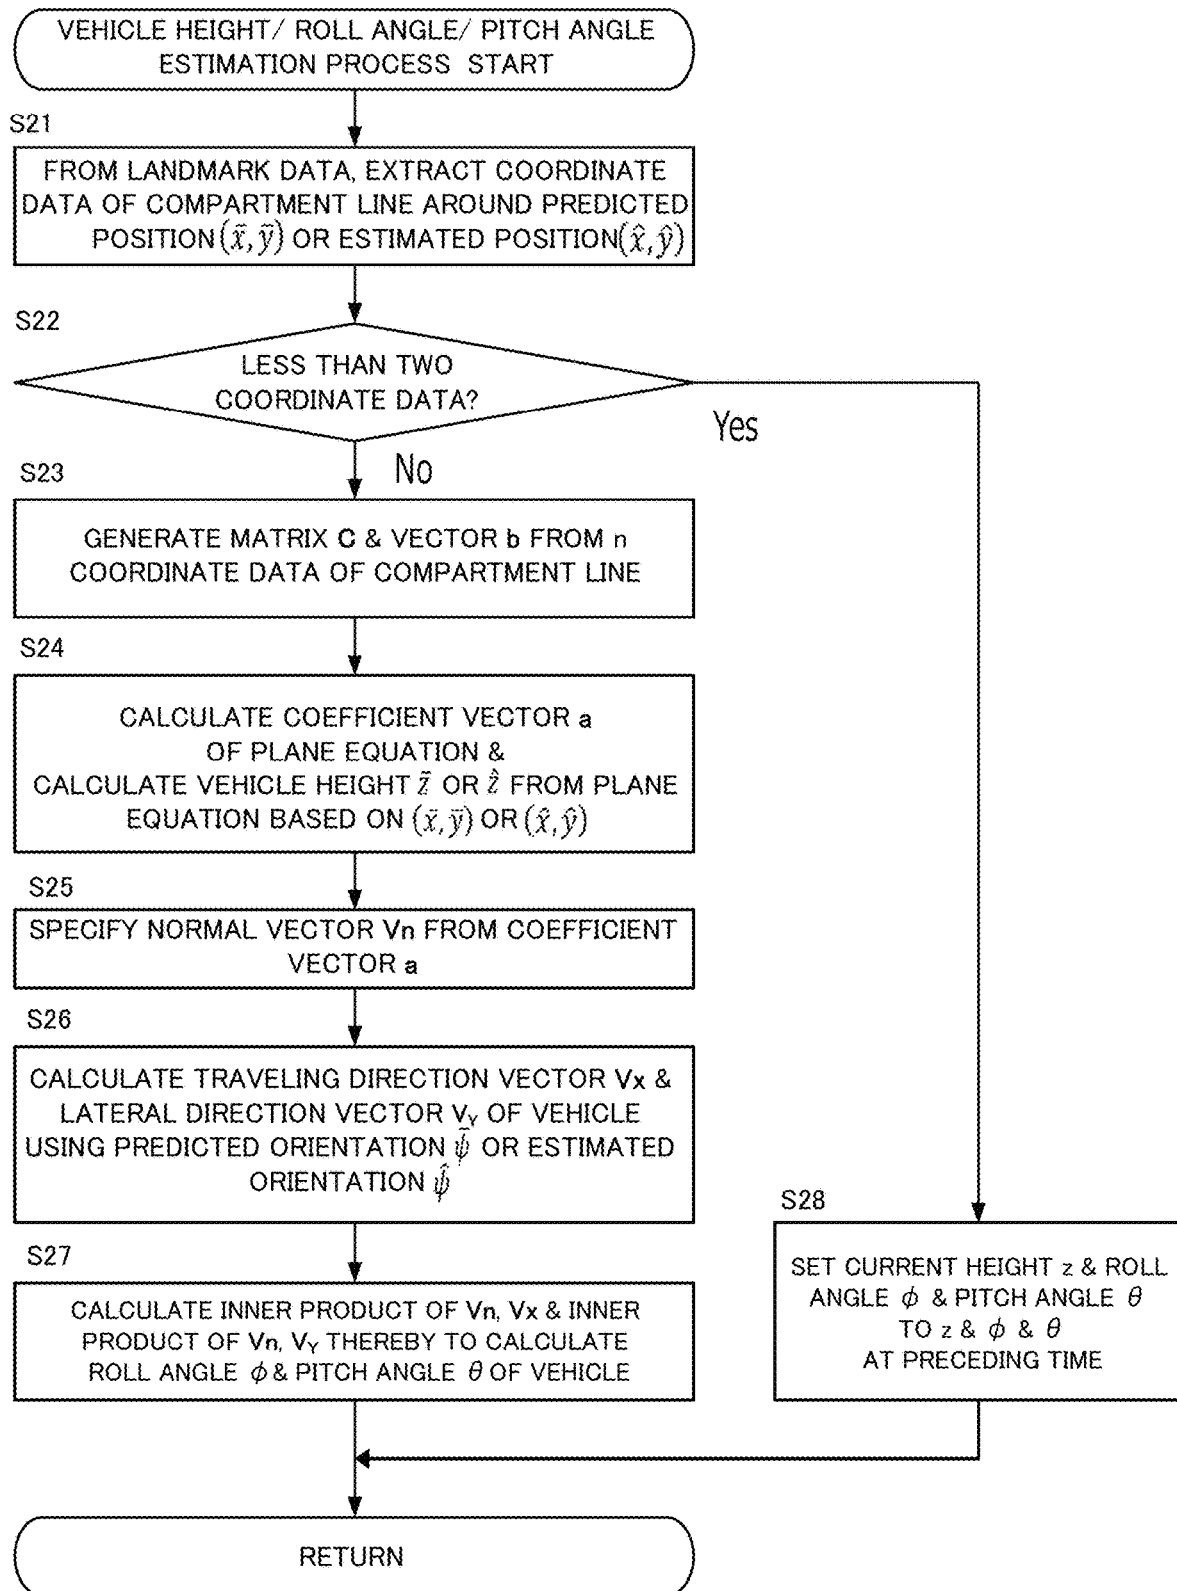 VEHICLE HEIGHT/ ROLL ANGLE/ PITCH ANGLE
ESTIMATION PROCESS START
S21
FROM LANDMARK DATA, EXTRACT COORDINATE
DATA OF COMPARTMENT LINE AROUND PREDICTED
POSITION(x̄, ȳ) OR ESTIMATED POSITION(x̂, ŷ)
S22
LESS THAN TWO
COORDINATE DATA?
Yes
No
S23
GENERATE MATRIX C & VECTOR b FROM n
COORDINATE DATA OF COMPARTMENT LINE
S24
CALCULATE COEFFICIENT VECTOR a
OF PLANE EQUATION &
CALCULATE VEHICLE HEIGHT z̄ OR ẑ FROM PLANE
EQUATION BASED ON (x̄, ȳ) OR (x̂, ŷ)
S25
SPECIFY NORMAL VECTOR Vn FROM COEFFICIENT
VECTOR a
S26
CALCULATE TRAVELING DIRECTION VECTOR Vx &
LATERAL DIRECTION VECTOR VY OF VEHICLE
USING PREDICTED ORIENTATION ψ̄ OR ESTIMATED
ORIENTATION ψ̂
S27
CALCULATE INNER PRODUCT OF Vn, Vx & INNER
PRODUCT OF Vn, VY THEREBY TO CALCULATE
ROLL ANGLE φ & PITCH ANGLE θ OF VEHICLE
S28
SET CURRENT HEIGHT z & ROLL
ANGLE φ & PITCH ANGLE θ
TO z & φ & θ
AT PRECEDING TIME
RETURN